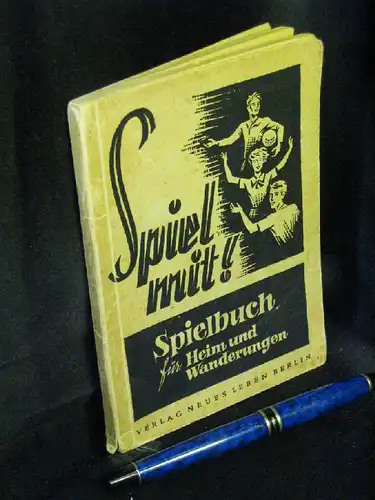 Spiel
mit!
Spielbuch
für Heim und
Wanderungen
VERLAG NEUES LEBEN BERLIN